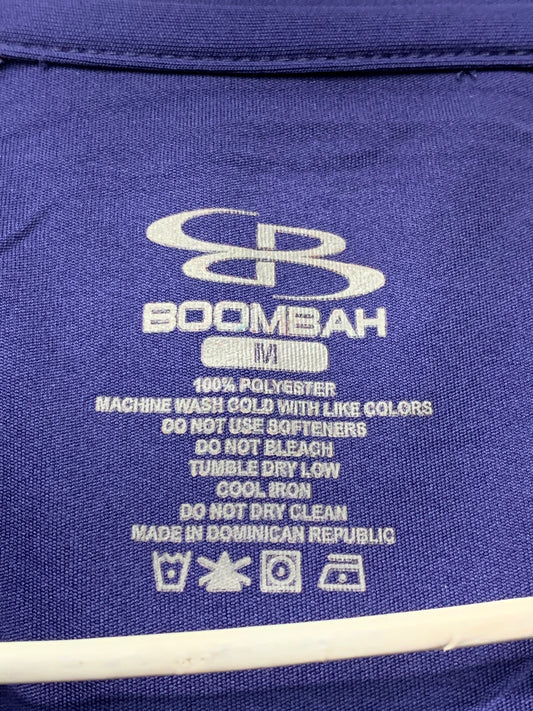 BOOMBAH
M
100% POLYESTER
MACHINE WASH COLD WITH LIKE COLORS
DO NOT USE SOFTENERS
DO NOT BLEACH
TUMBLE DRY LOW
COOL IRON
DO NOT DRY CLEAN
MADE IN DOMINICAN REPUBLIC